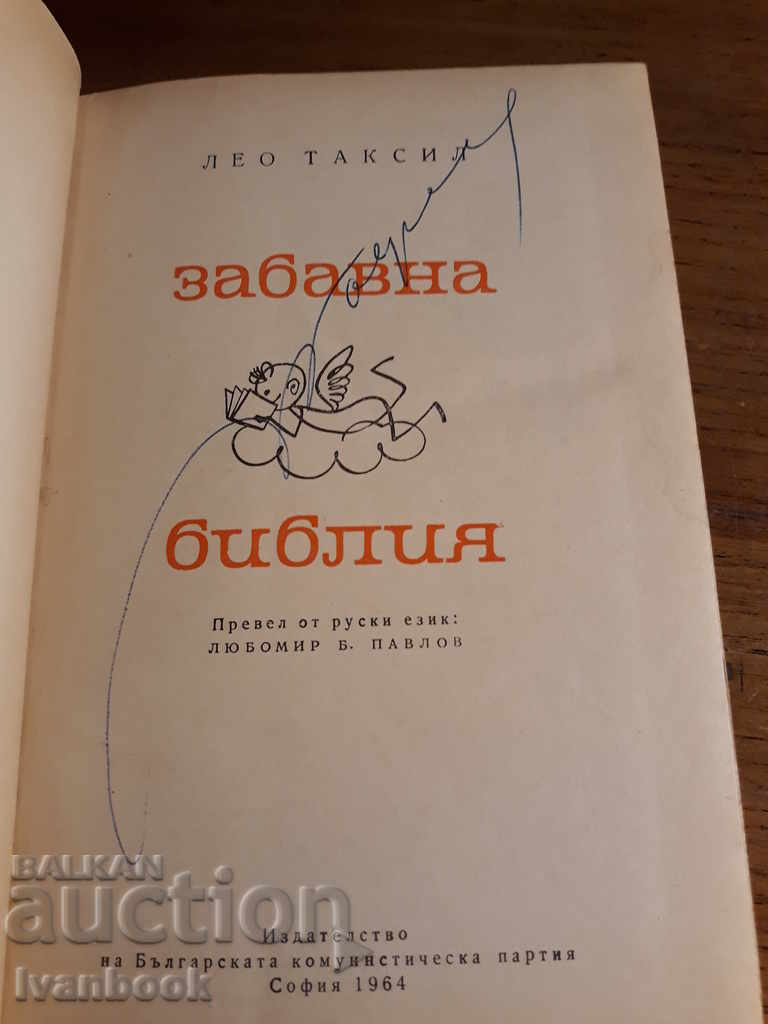 ЛЕО ТАКСИЛ
забавна
библия
Превел от руски език:
ЛЮБОМИР Б. ПАВЛОВ
BALKAN
auction
Издателство
на Българската комунистическа партия
София 1964
Ivanbook